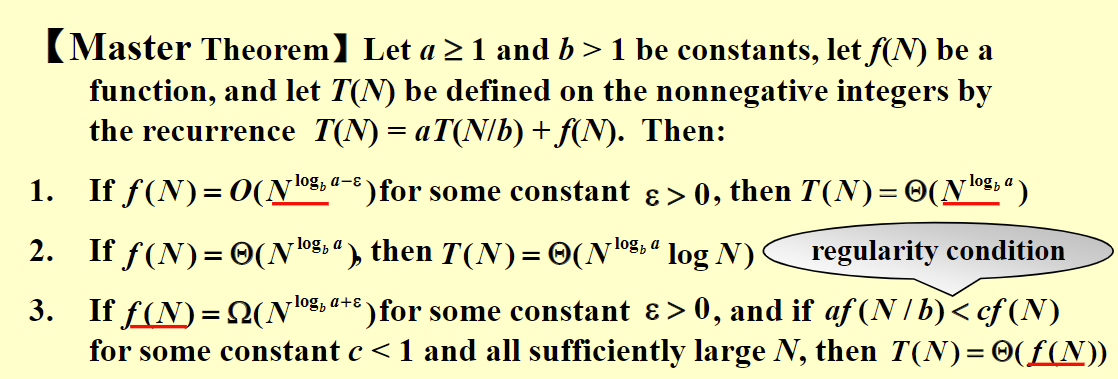 【Master Theorem】Let a ≥ 1 and b > 1 be constants, let f(N) be a
function, and let T(N) be defined on the nonnegative integers by
the recurrence T(N) = aT(N/b) + f(N). Then:
1. If f(N) = O(N^{log_b a−ε}) for some constant ε > 0, then T(N) = Θ(N^{log_b a})
2. If f(N) = Θ(N^{log_b a}), then T(N) = Θ(N^{log_b a} log N)
regularity condition
3. If f(N) = Ω(N^{log_b a+ε}) for some constant ε > 0, and if af(N / b) < cf(N)
for some constant c < 1 and all sufficiently large N, then T(N) = Θ(f(N))